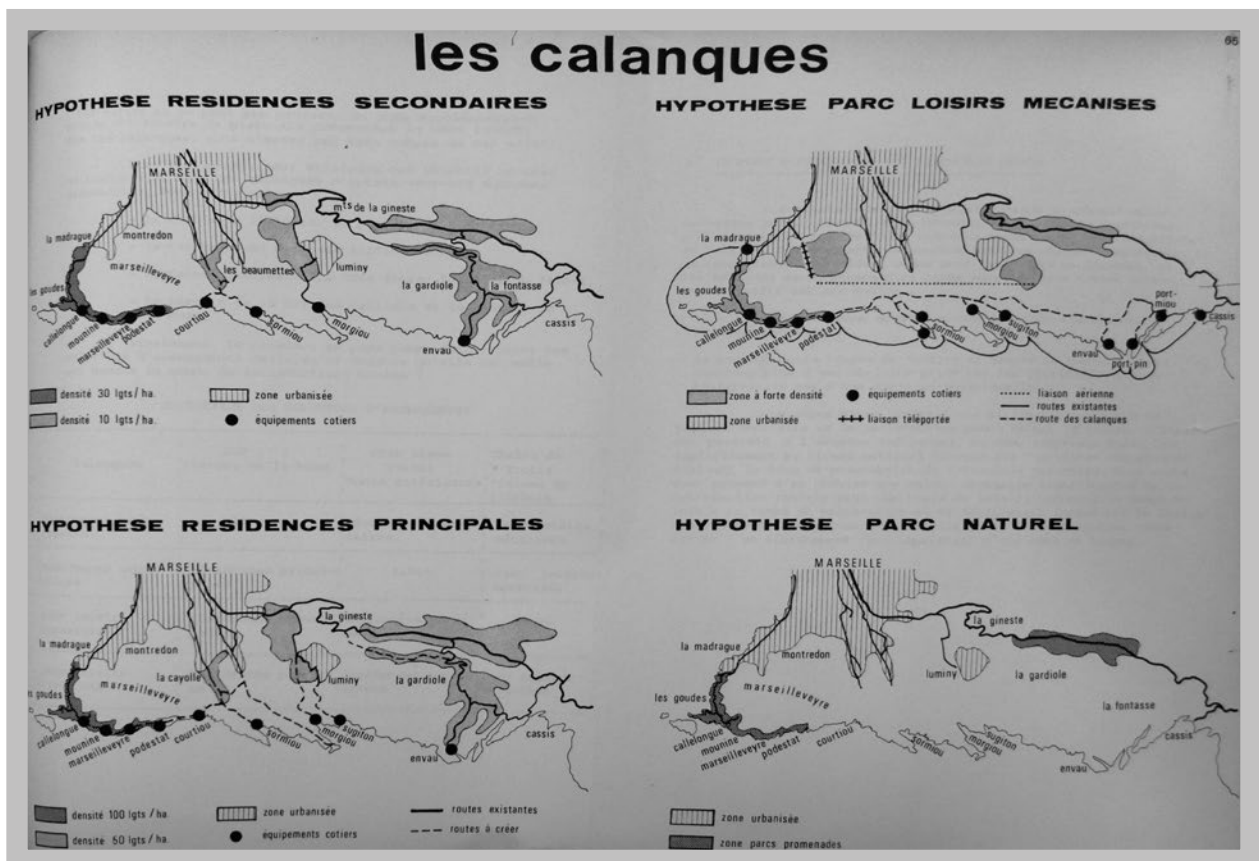 les calanques
65
HYPOTHESE RESIDENCES SECONDAIRES
MARSEILLE
mts de la gineste
la madrague
montredon
marseilleveyre
les beaumettes
luminy
les goudes
la gardiole
la fontasse
callelongue
mounine
marseilleveyre
podestat
courtiou
sormiou
morgiou
cassis
envau
densité 30 lgts/ha.
zone urbanisée
densité 10 lgts/ha.
équipements cotiers
HYPOTHESE PARC LOISIRS MECANISES
MARSEILLE
la madrague
les goudes
callelongue
mounine
marseilleveyre
podestat
sormiou
morgiou
sugiton
port-miou
cassis
envau
port-pin
zone à forte densité
équipements cotiers
liaison aérienne
routes existantes
zone urbanisée
liaison téléportée
route des calanques
HYPOTHESE RESIDENCES PRINCIPALES
MARSEILLE
la gineste
la madrague
montredon
la cayolle
luminy
la gardiole
marseilleveyre
s goudes
callelongue
mounine
marseilleveyre
podestat
courtiou
sormiou
morgiou
sugiton
cassis
envau
densité 100 lgts/ha
zone urbanisée
routes existantes
densité 50 lgts/ha
équipements cotiers
routes à créer
HYPOTHESE PARC NATUREL
MARSEILLE
la gineste
la madrague
montredon
luminy
la gardiole
les goudes
marseilleveyre
la fontasse
callelongue
mounine
marseilleveyre
podestat
courtiou
sormiou
morgiou
sugiton
cassis
envau
zone urbanisée
zone parcs promenades